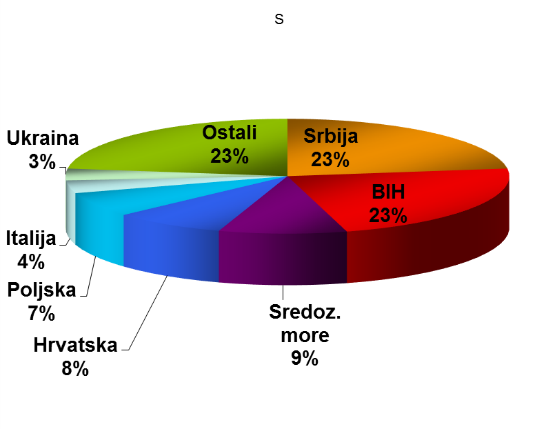 S
Ostali
23%
Srbija
23%
BIH
23%
Sredoz.
more
9%
Hrvatska
8%
Poljska
7%
Italija
4%
Ukraina
3%